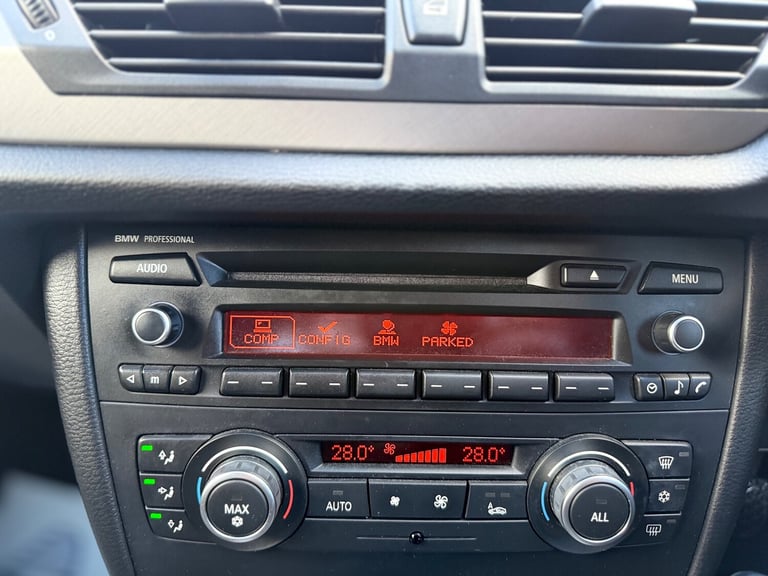 BMW PROFESSIONAL
AUDIO
MENU
COMP CONFIG BMW PARKED
m
28.0° 28.0°
MAX
AUTO
ALL